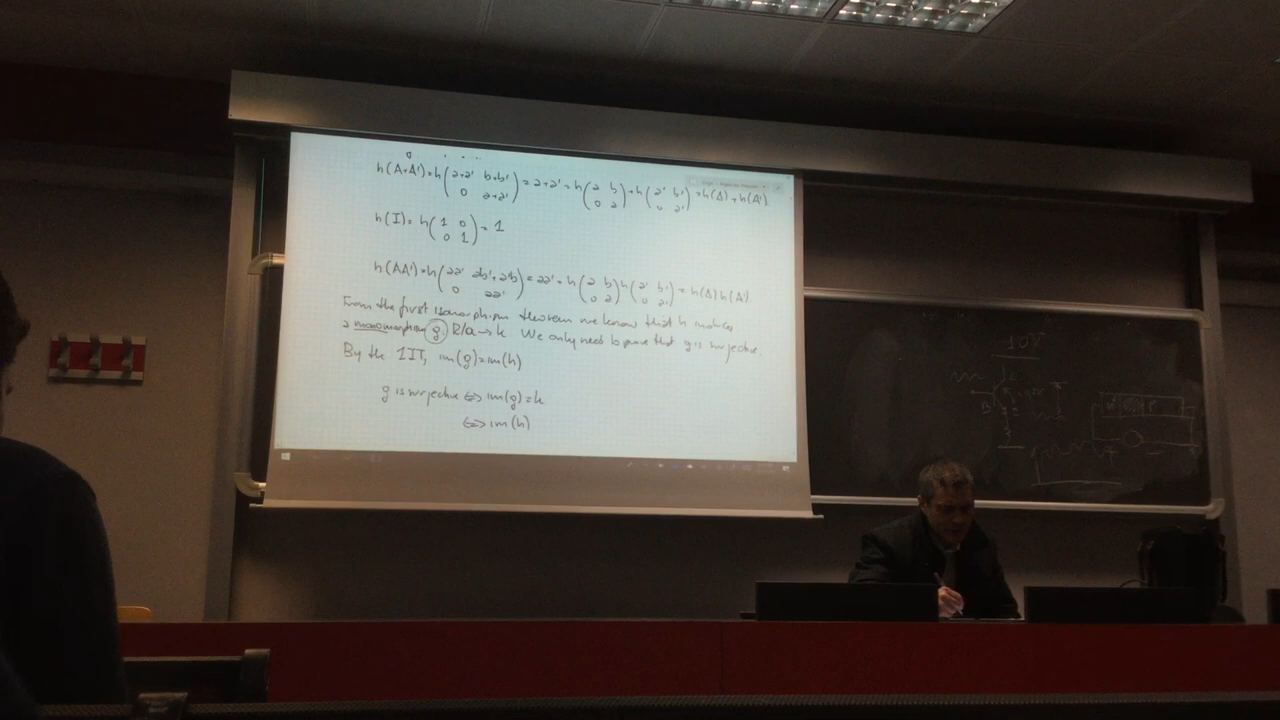 h(A+A')=h(a+a' b+b' 0 a+a')=a+a'=h(a b 0 a)+h(a' b' 0 a')=h(A)+h(A').
h(I)=h(1 0 0 1)=1
h(AA')=h(aa' ab'+a'b 0 aa')=aa'=h(a b 0 a)h(a' b' 0 a')=h(A)h(A').
From the first isomorphism theorem we know that h induces
a monomorphism g: R/a→k. We only need to prove that g is surjective.
By the 1IT, im(g)=im(h)
g is surjective ⇔ im(g)=k
⇔ im(h)
10V